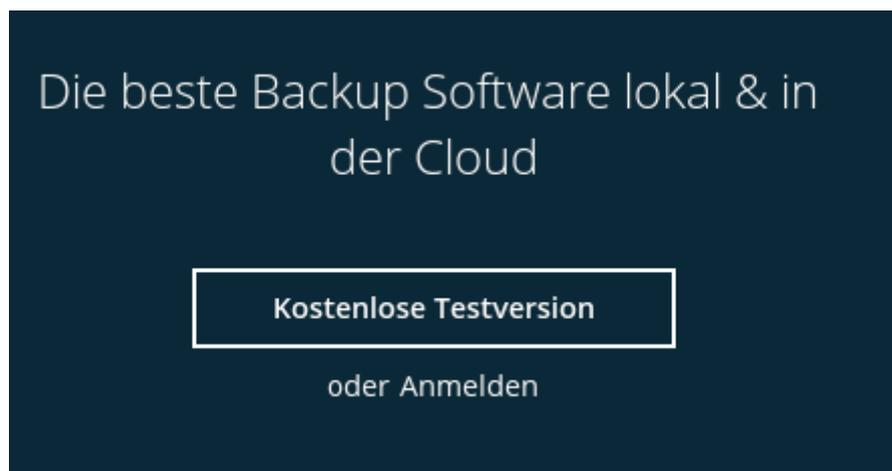 Die beste Backup Software lokal & in
der Cloud
Kostenlose Testversion
oder Anmelden